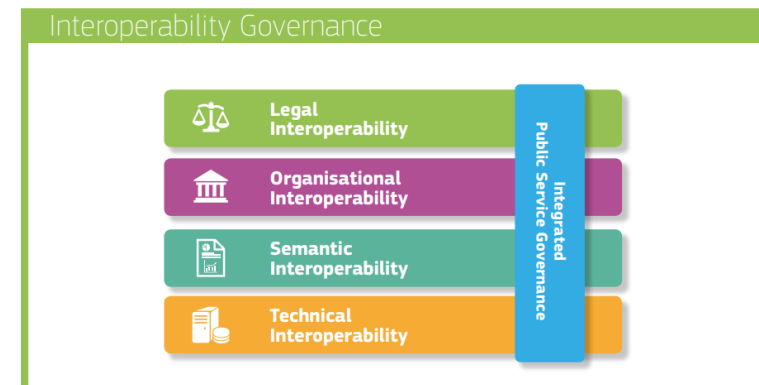 Interoperability Governance
Legal
Interoperability
Organisational
Interoperability
Semantic
Interoperability
Technical
Interoperability
Integrated
Public Service Governance